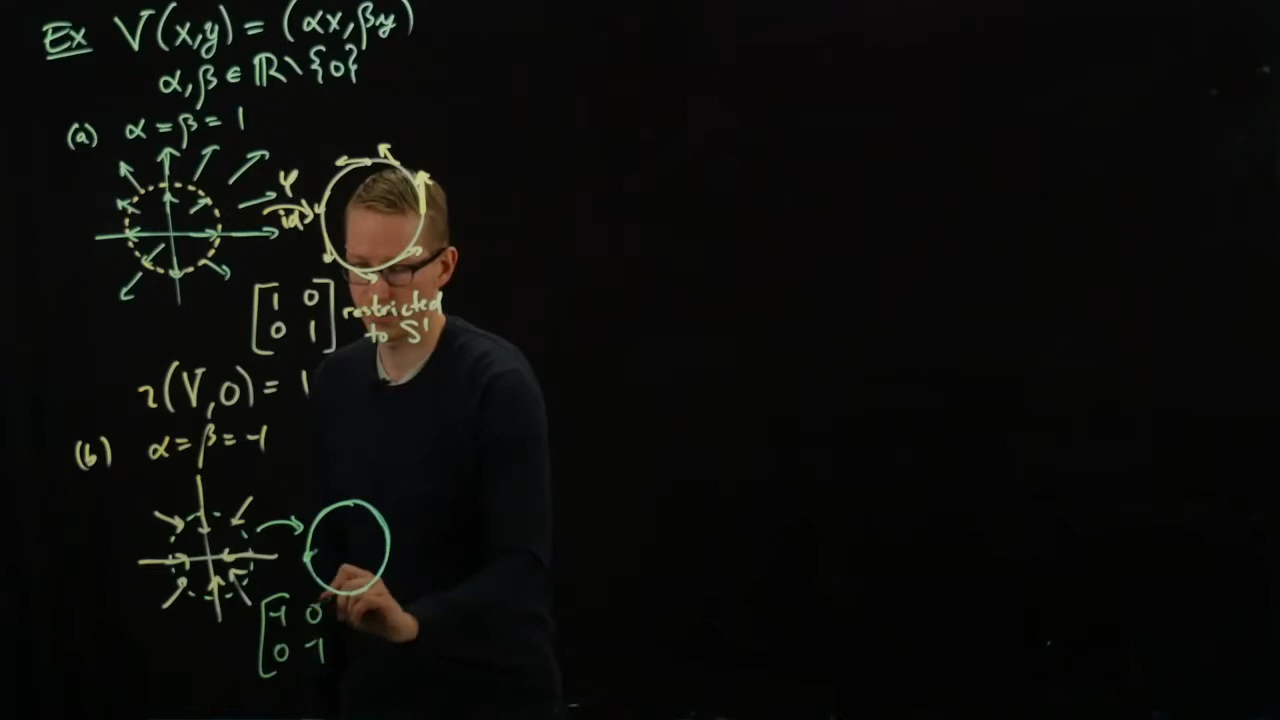 Ex V(x,y) = (αx, βy)
α, β ∈ ℝ \ {0}
(a) α = β = 1
φ
id
[1 0
0 1] restricted
to S¹
ι(V,0) = 1
(b) α = β = -1
[-1 0
0 -1